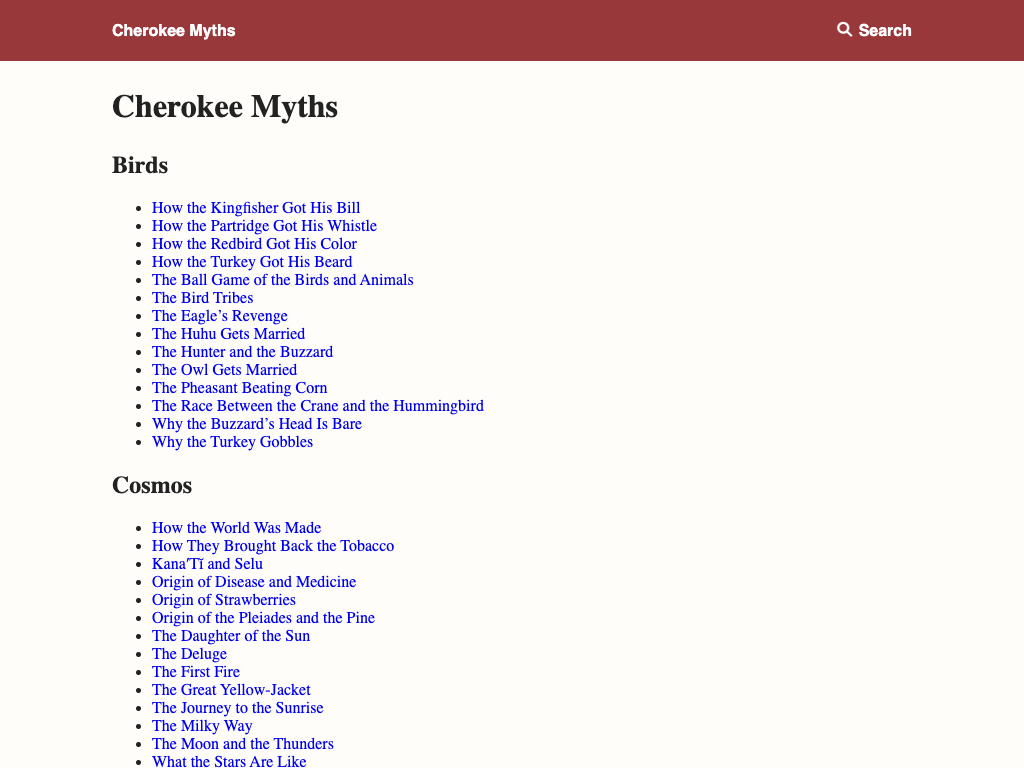 Cherokee Myths
Search
Cherokee Myths
Birds
How the Kingfisher Got His Bill
How the Partridge Got His Whistle
How the Redbird Got His Color
How the Turkey Got His Beard
The Ball Game of the Birds and Animals
The Bird Tribes
The Eagle’s Revenge
The Huhu Gets Married
The Hunter and the Buzzard
The Owl Gets Married
The Pheasant Beating Corn
The Race Between the Crane and the Hummingbird
Why the Buzzard’s Head Is Bare
Why the Turkey Gobbles
Cosmos
How the World Was Made
How They Brought Back the Tobacco
Kana′Tĭ and Selu
Origin of Disease and Medicine
Origin of Strawberries
Origin of the Pleiades and the Pine
The Daughter of the Sun
The Deluge
The First Fire
The Great Yellow-Jacket
The Journey to the Sunrise
The Milky Way
The Moon and the Thunders
What the Stars Are Like